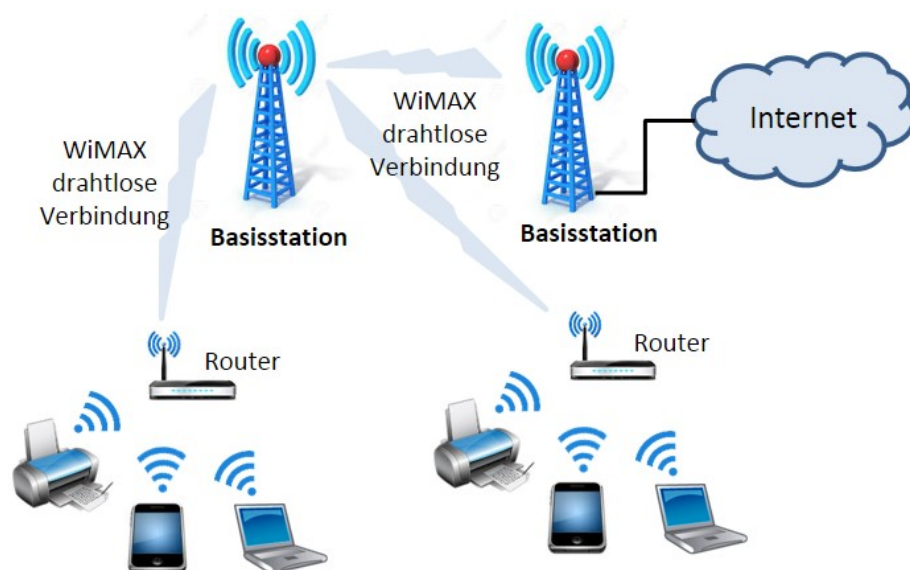 WiMAX
drahtlose
Verbindung
Basisstation
WiMAX
drahtlose
Verbindung
Basisstation
Internet
Router
Router